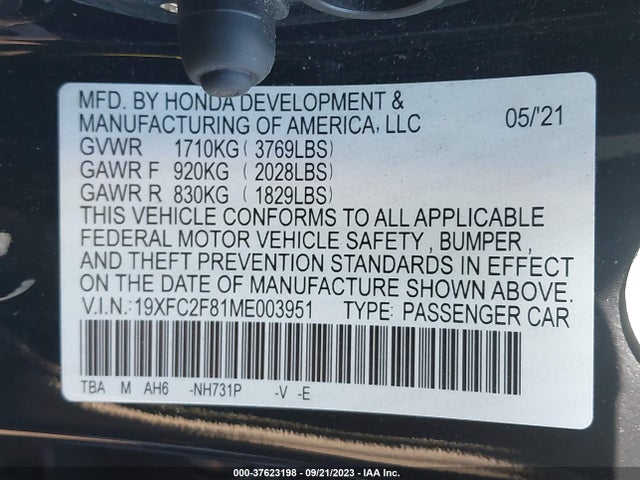 MFD. BY HONDA DEVELOPMENT &
MANUFACTURING OF AMERICA, LLC 05/'21
GVWR 1710KG ( 3769LBS)
GAWR F 920KG ( 2028LBS)
GAWR R 830KG ( 1829LBS)
THIS VEHICLE CONFORMS TO ALL APPLICABLE
FEDERAL MOTOR VEHICLE SAFETY , BUMPER ,
AND THEFT PREVENTION STANDARDS IN EFFECT
ON THE DATE OF MANUFACTURE SHOWN ABOVE.
V.I.N.:19XFC2F81ME003951 TYPE: PASSENGER CAR
TBA M AH6 -NH731P -V -E
000-37623198 - 09/21/2023 - IAA Inc.